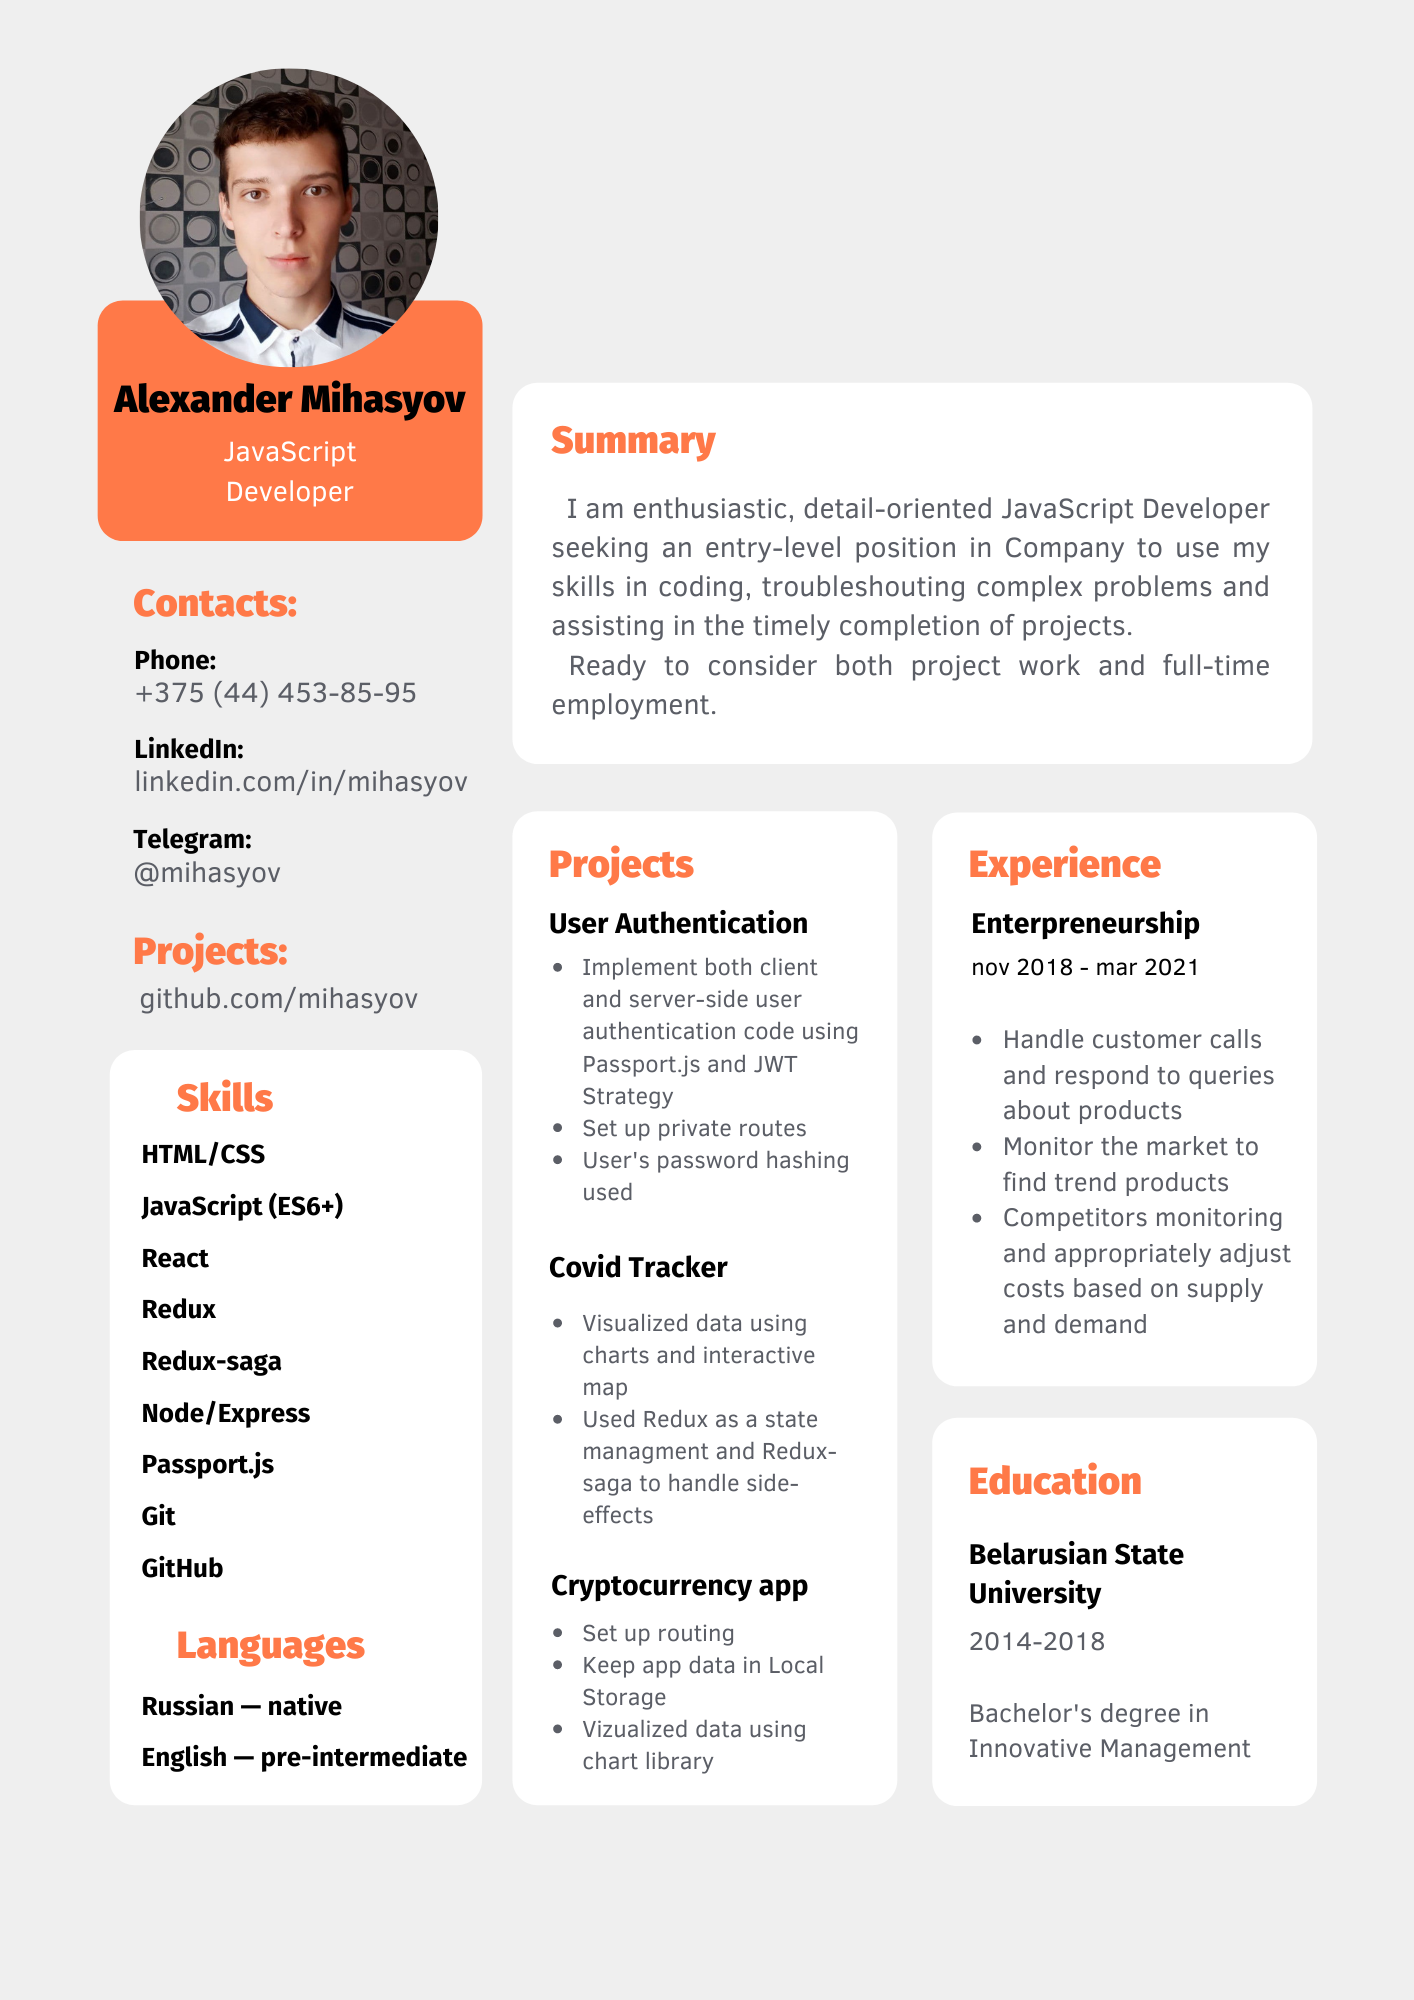 Alexander Mihasyov
JavaScript
Developer
Contacts:
Phone:
+375 (44) 453-85-95
LinkedIn:
linkedin.com/in/mihasyov
Telegram:
@mihasyov
Projects:
github.com/mihasyov
Skills
HTML/CSS
JavaScript (ES6+)
React
Redux
Redux-saga
Node/Express
Passport.js
Git
GitHub
Languages
Russian — native
English — pre-intermediate
Summary
I am enthusiastic, detail-oriented JavaScript Developer
seeking an entry-level position in Company to use my
skills in coding, troubleshouting complex problems and
assisting in the timely completion of projects.
Ready to consider both project work and full-time
employment.
Projects
User Authentication
• Implement both client
and server-side user
authentication code using
Passport.js and JWT
Strategy
• Set up private routes
• User's password hashing
used
Covid Tracker
• Visualized data using
charts and interactive
map
• Used Redux as a state
managment and Redux-
saga to handle side-
effects
Cryptocurrency app
• Set up routing
• Keep app data in Local
Storage
• Vizualized data using
chart library
Experience
Enterpreneurship
nov 2018 - mar 2021
• Handle customer calls
and respond to queries
about products
• Monitor the market to
find trend products
• Competitors monitoring
and appropriately adjust
costs based on supply
and demand
Education
Belarusian State
University
2014-2018
Bachelor's degree in
Innovative Management